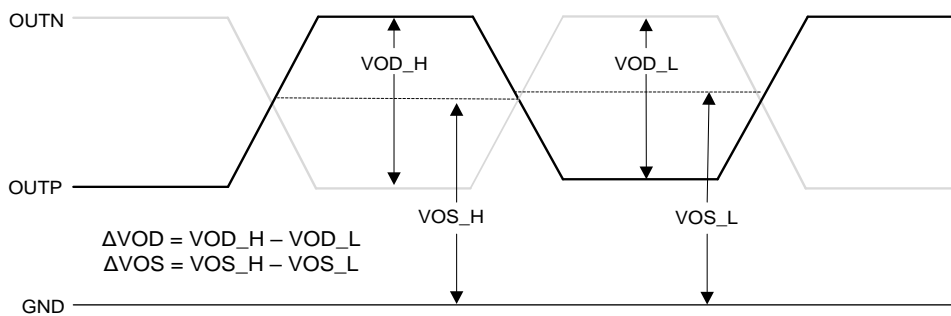 OUTN
VOD_H
VOD_L
OUTP
VOS_H
VOS_L
ΔVOD = VOD_H – VOD_L
ΔVOS = VOS_H – VOS_L
GND